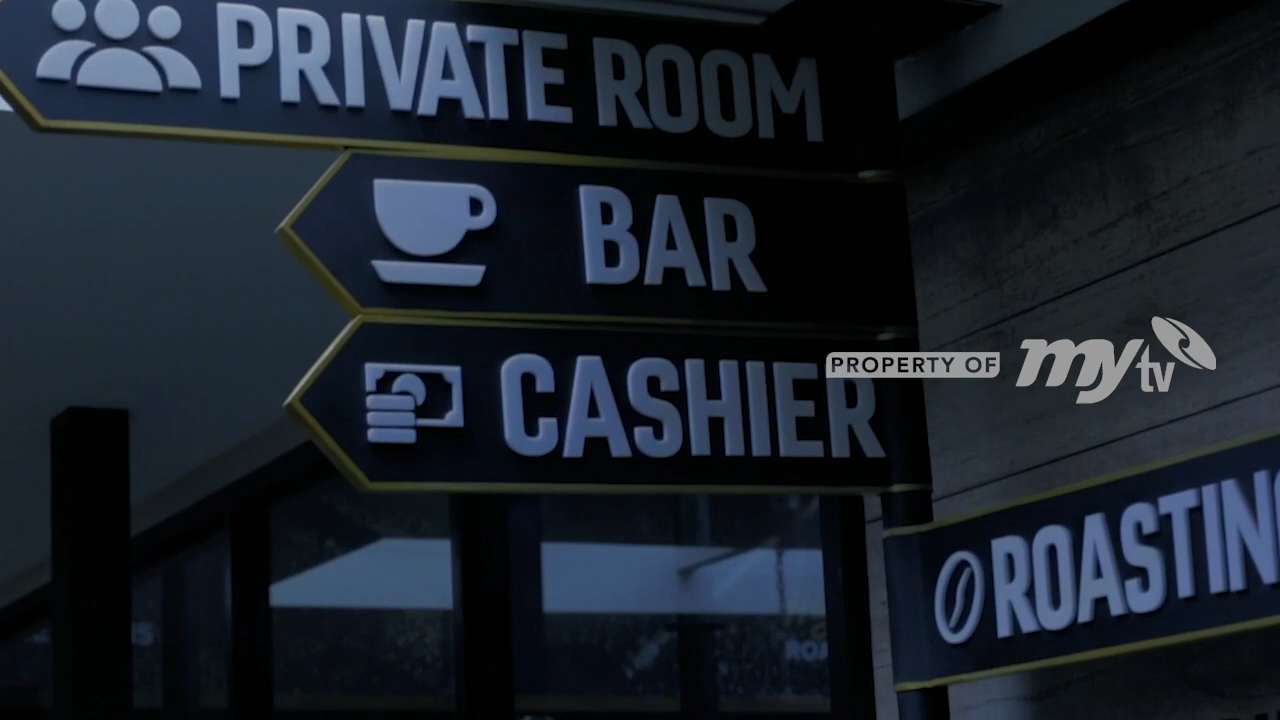 PRIVATE ROOM
BAR
CASHIER
PROPERTY OF mytv
ROASTIN